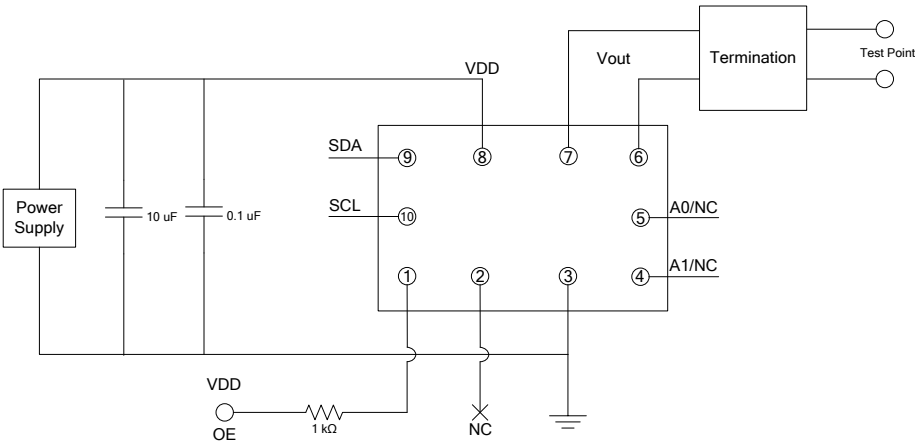 Termination
Test Point
Vout
VDD
SDA
9
8
7
6
Power
Supply
10 uF
0.1 uF
SCL
10
5
A0/NC
1
2
3
4
A1/NC
VDD
OE
1 kΩ
NC